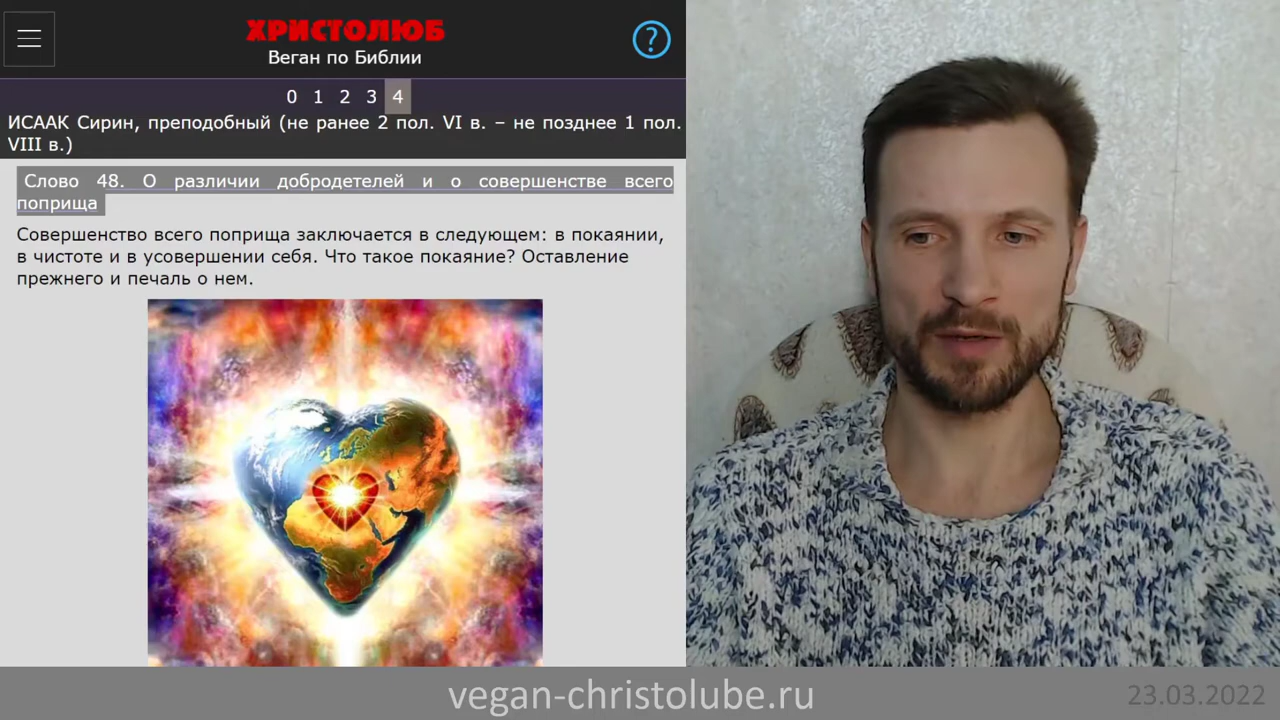 ХРИСТОЛЮБ
Веган по Библии
?
0 1 2 3 4
ИСААК Сирин, преподобный (не ранее 2 пол. VI в. – не позднее 1 пол.
VIII в.)
Слово 48. О различии добродетелей и о совершенстве всего
поприща
Совершенство всего поприща заключается в следующем: в покаянии,
в чистоте и в усовершении себя. Что такое покаяние? Оставление
прежнего и печаль о нем.
vegan-christolube.ru
23.03.2022